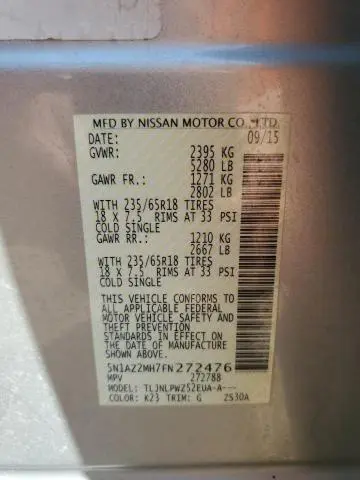 MFD BY NISSAN MOTOR CO., LTD.
DATE: 09/15
GVWR: 2395 KG
5280 LB
GAWR FR.: 1271 KG
2802 LB
WITH 235/65R18 TIRES
18 X 7.5 RIMS AT 33 PSI
COLD SINGLE
GAWR RR.: 1210 KG
2667 LB
WITH 235/65R18 TIRES
18 X 7.5 RIMS AT 33 PSI
COLD SINGLE
THIS VEHICLE CONFORMS TO
ALL APPLICABLE FEDERAL
MOTOR VEHICLE SAFETY AND
AND THEFT PREVENTION
STANDARDS IN EFFECT ON
THE DATE OF MANUFACTURE
5N1AZ2MH7FN272476
MPV 272788
MODEL: TLJNLPWZ52EUA-A---
COLOR: K23 TRIM: G 2S30A